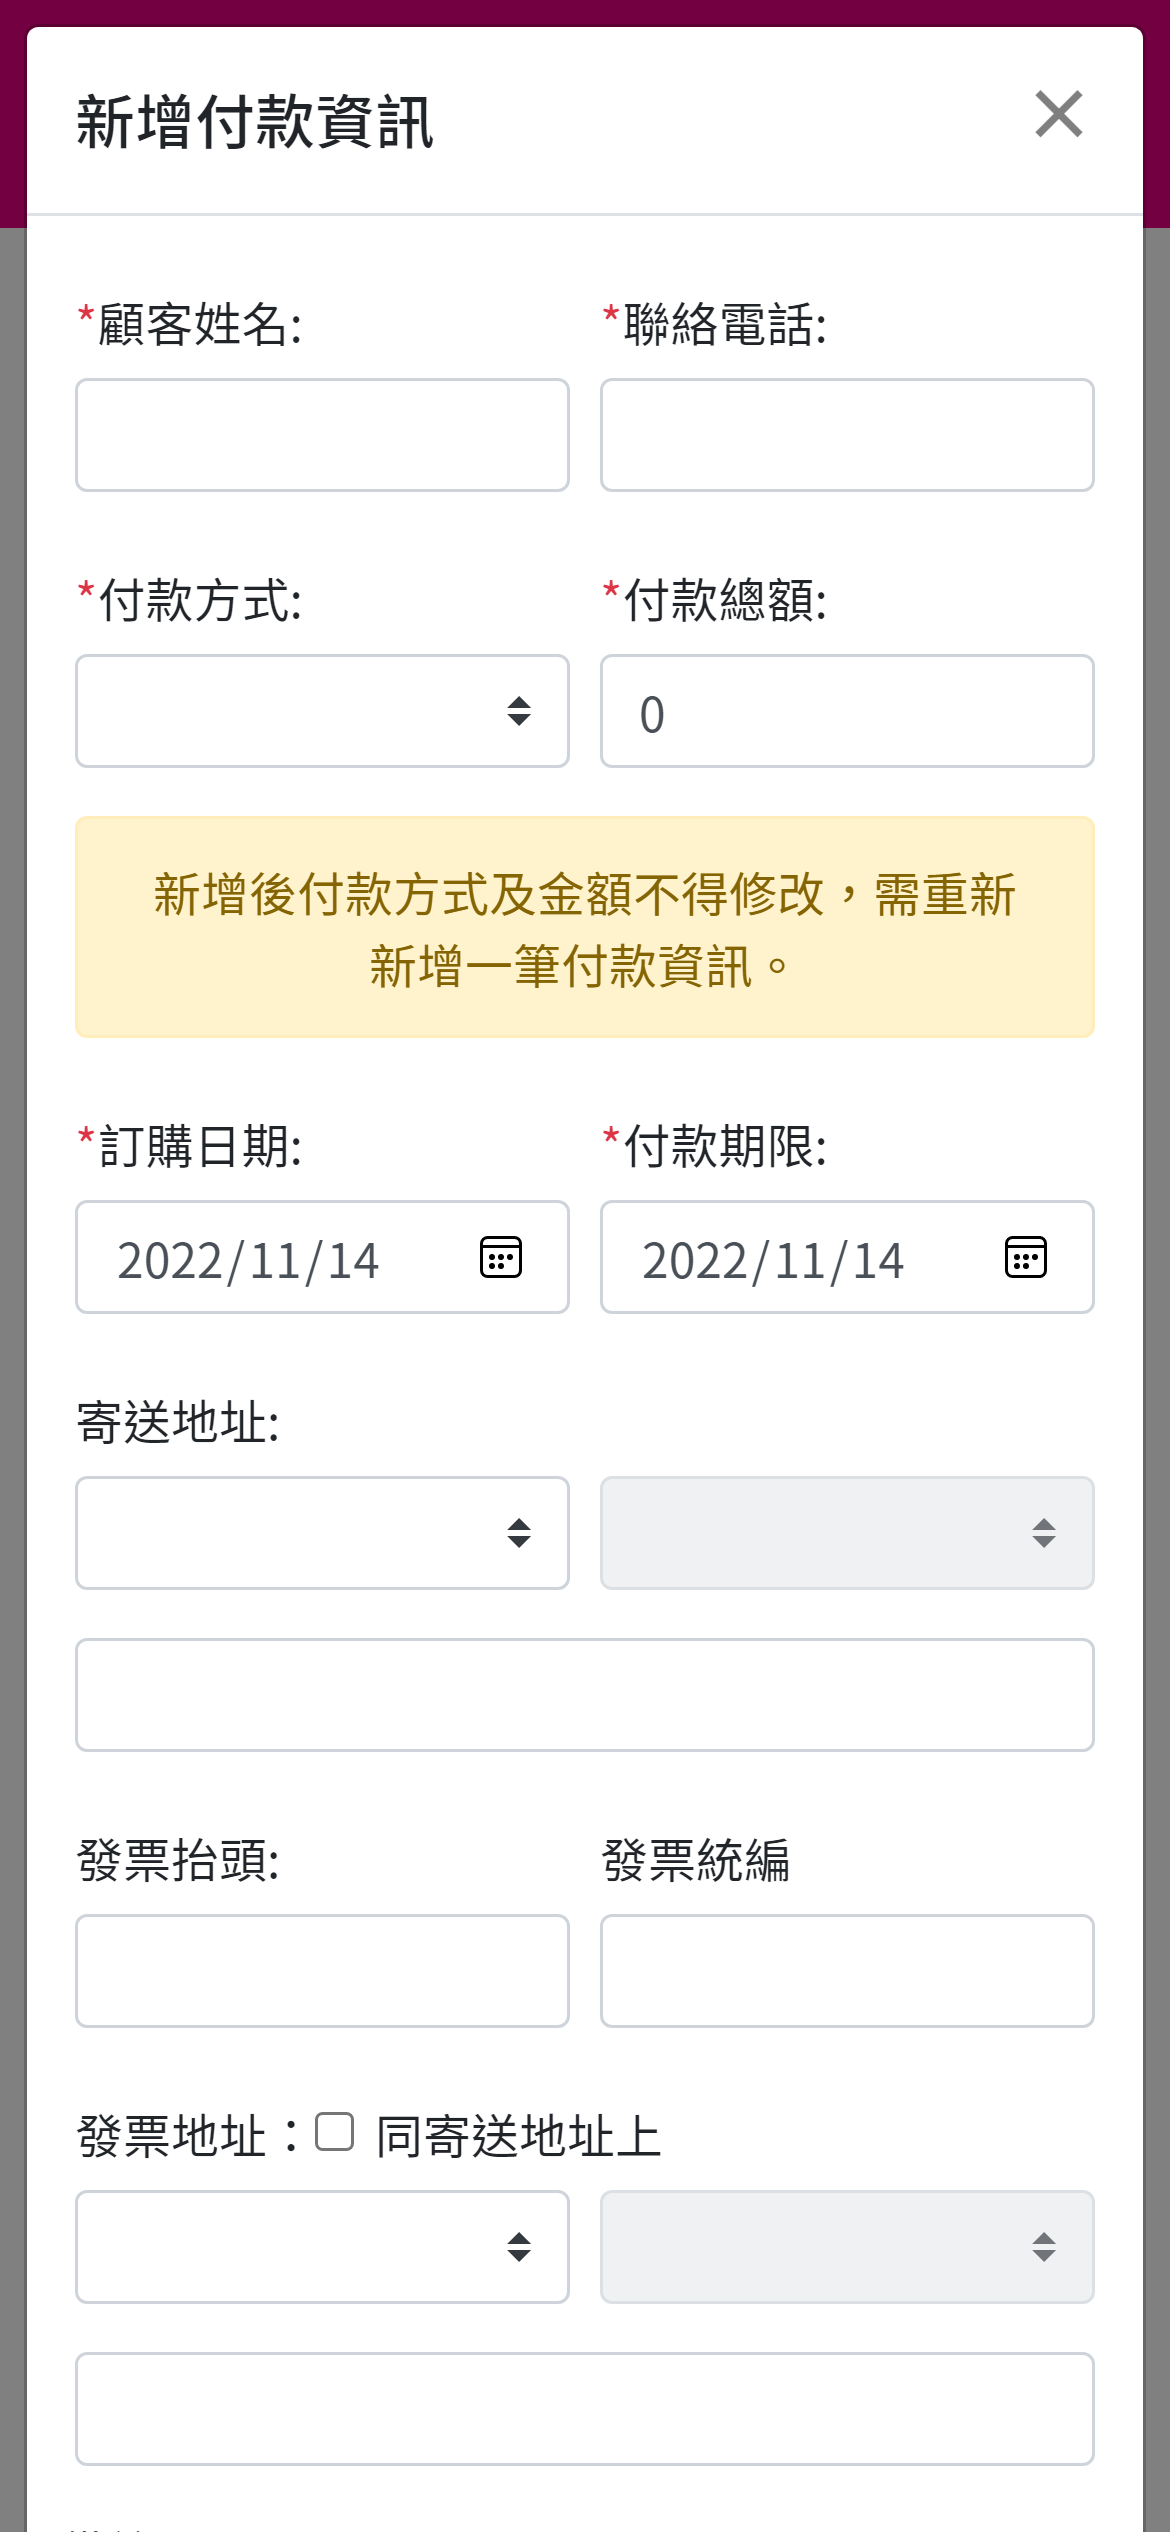 新增付款資訊
*顧客姓名: *聯絡電話:
*付款方式: *付款總額:
0
新增後付款方式及金額不得修改，需重新
新增一筆付款資訊。
*訂購日期: *付款期限:
2022/11/14 2022/11/14
寄送地址:
發票抬頭: 發票統編
發票地址：同寄送地址上